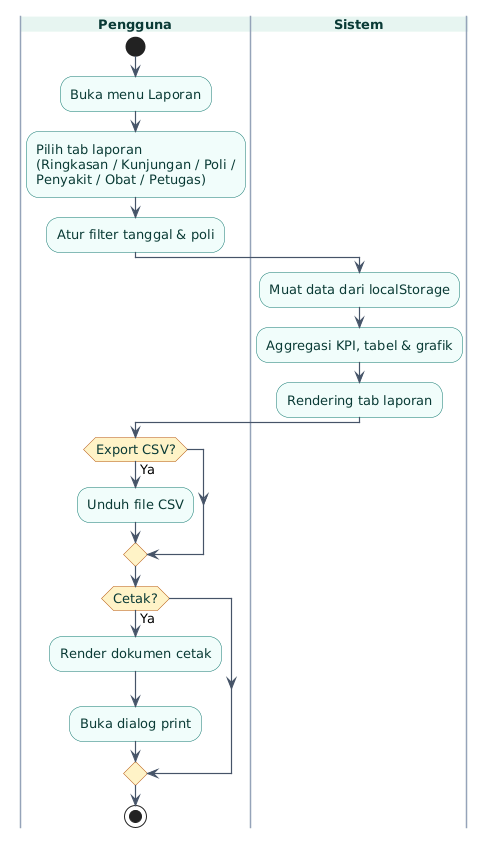 Pengguna
Sistem
Buka menu Laporan
Pilih tab laporan
(Ringkasan / Kunjungan / Poli /
Penyakit / Obat / Petugas)
Atur filter tanggal & poli
Muat data dari localStorage
Aggregasi KPI, tabel & grafik
Rendering tab laporan
Export CSV?
Ya
Unduh file CSV
Cetak?
Ya
Render dokumen cetak
Buka dialog print